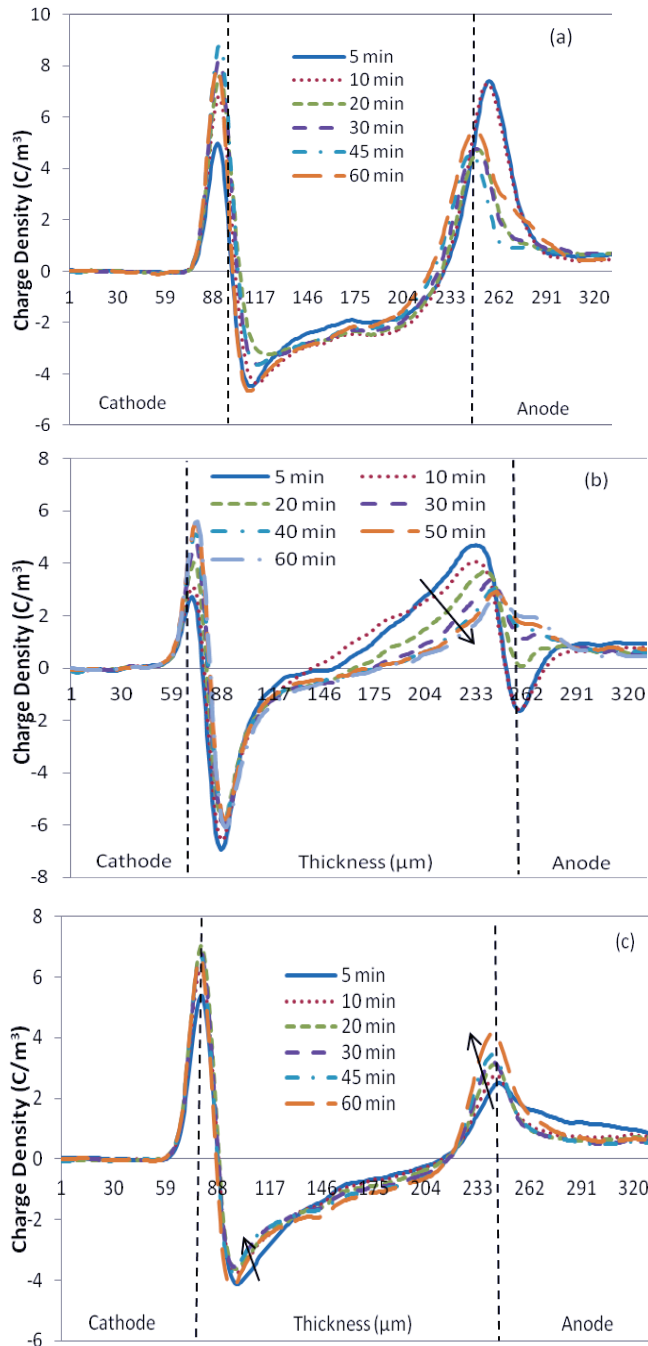 10
8
6
4
2
0
-2
-4
-6
Charge Density (C/m³)
(a)
5 min
10 min
20 min
30 min
45 min
60 min
1 30 59 88 117 146 175 204 233 262 291 320
Cathode Anode
8
6
4
2
0
-2
-4
-6
-8
Charge Density (C/m³)
(b)
5 min 10 min
20 min 30 min
40 min 50 min
60 min
1 30 59 88 117 146 175 204 233 262 291 320
Cathode Thickness (μm) Anode
8
6
4
2
0
-2
-4
-6
Charge Density (C/m³)
(c)
5 min
10 min
20 min
30 min
45 min
60 min
1 30 59 88 117 146 175 204 233 262 291 320
Cathode Thickness (μm) Anode